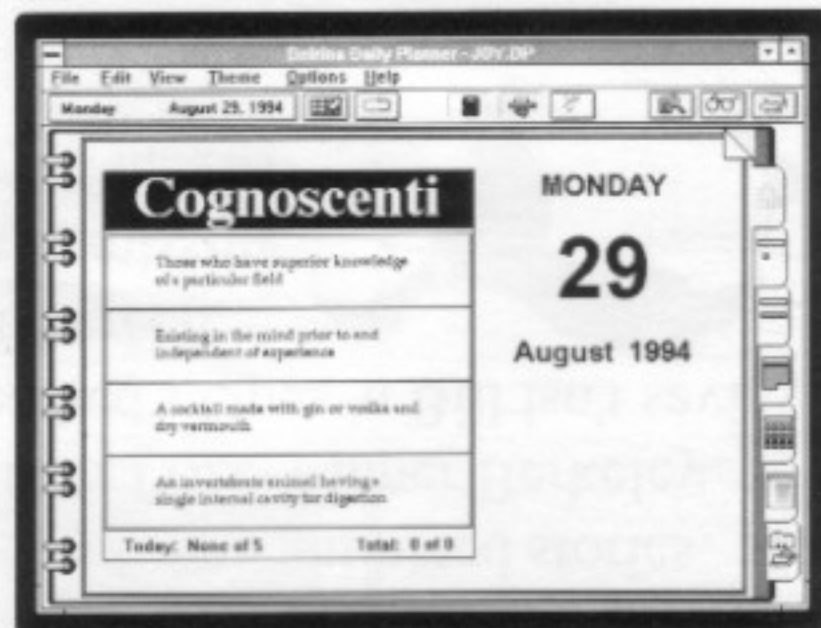 Delrina Daily Planner - JOY.DP
File Edit View Theme Options Help
Monday August 29, 1994
Cognoscenti
Those who have superior knowledge
of a particular field
Existing in the mind prior to and
independent of experience
A cocktail made with gin or vodka and
dry vermouth
An invertebrate animal having a
single internal cavity for digestion
Today: None of 5 Total: 0 of 0
MONDAY
29
August 1994